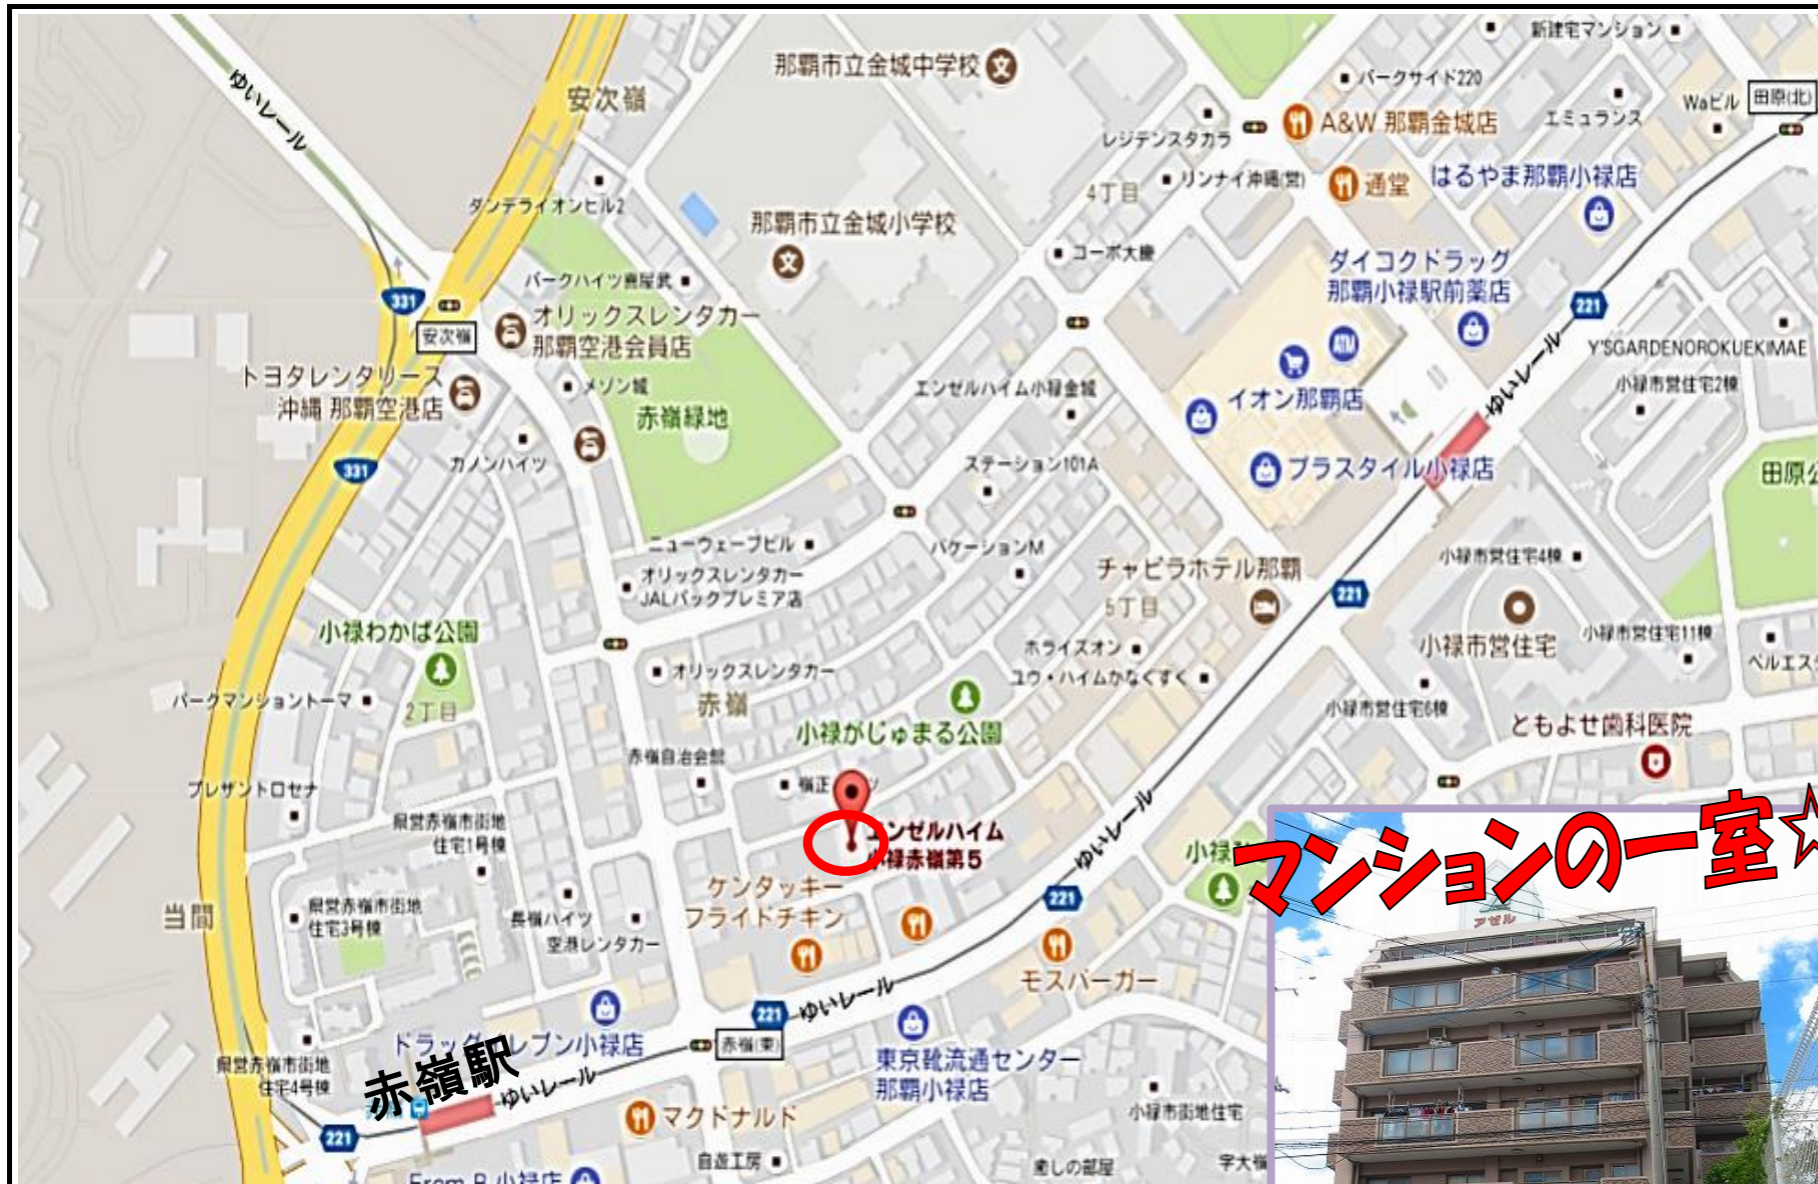 ゆいレール
安次嶺
那覇市立金城中学校
新建宅マンション
パークサイド220
Waビル
田原(北)
A&W 那覇金城店
エミュランス
レジデンスタカラ
リンナイ沖縄(営)
通堂
はるやま那覇小禄店
4丁目
ダンデライオンヒル2
那覇市立金城小学校
コーポ大慶
ダイコクドラッグ
那覇小禄駅前薬店
パークハイツ喜屋武
331
安次嶺
オリックスレンタカー
那覇空港会員店
221
ATM
ゆいレール
Y'SGARDENOROKUEKIMAE
小禄市営住宅2棟
トヨタレンタリース
沖縄 那覇空港店
メゾン城
赤嶺緑地
エンゼルハイム小禄金城
イオン那覇店
331
カノンハイツ
ステーション101A
プラスタイル小禄店
ニューウェーブビル
バケーションM
オリックスレンタカー
JALパックプレミア店
チャビラホテル那覇
5丁目
221
小禄市営住宅4棟
小禄市営住宅
小禄市営住宅11棟
小禄わかば公園
オリックスレンタカー
ホライズオン
ユウ・ハイムかなぐすく
パークマンショントーマ
2丁目
赤嶺
小禄がじゅまる公園
小禄市営住宅6棟
ともよせ歯科医院
赤嶺自治会館
嶺正
プレザントロセナ
県営赤嶺市街地
住宅1号棟
エンゼルハイム
小禄赤嶺第5
ゆいレール
小禄
マンションの一室☆
アゼル
当間
県営赤嶺市街地
住宅3号棟
長嶺ハイツ
空港レンタカー
ケンタッキー
フライドチキン
221
モスバーガー
221
ゆいレール
赤嶺(東)
東京靴流通センター
那覇小禄店
県営赤嶺市街地
住宅4号棟
赤嶺駅
ゆいレール
221
マクドナルド
小禄市街地住宅
自遊工房
癒しの部屋